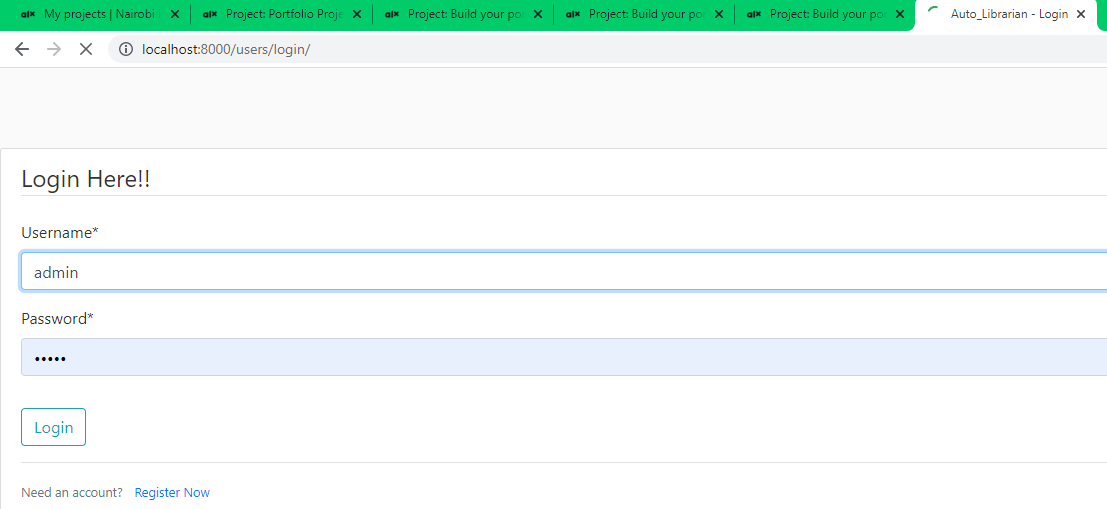 alx My projects | Nairobi
alx Project: Portfolio Proje
alx Project: Build your po
alx Project: Build your po
alx Project: Build your po
Auto_Librarian - Login
localhost:8000/users/login/
Login Here!!
Username*
admin
Password*
•••••
Login
Need an account? Register Now